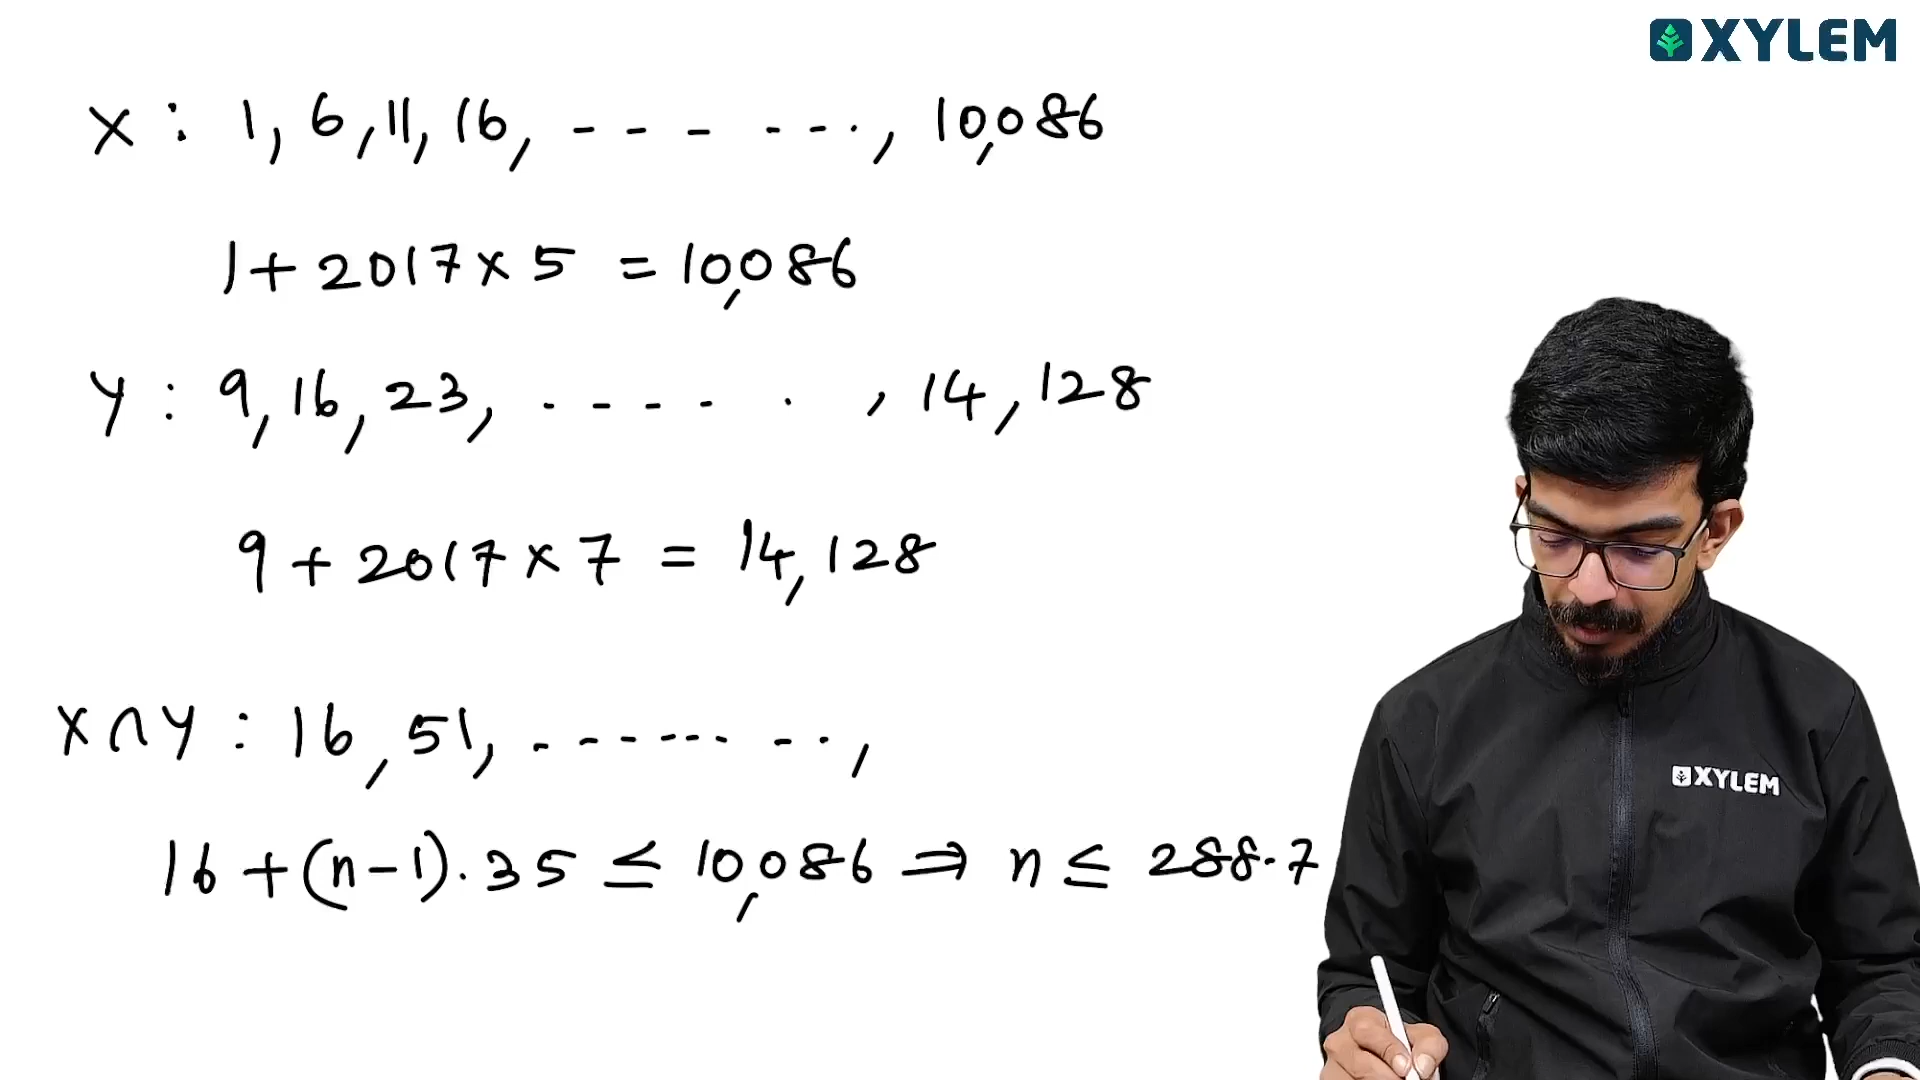 XYLEM
X : 1, 6, 11, 16, - - - - - -., 10,086
1 + 2017 x 5 = 10,086
Y : 9, 16, 23, . - - - - . , 14,128
9 + 2017 x 7 = 14,128
X ∩ Y : 16, 51, - - - - - - - - ,
16 + (n-1).35 ≤ 10,086 ⇒ n ≤ 288.7
XYLEM